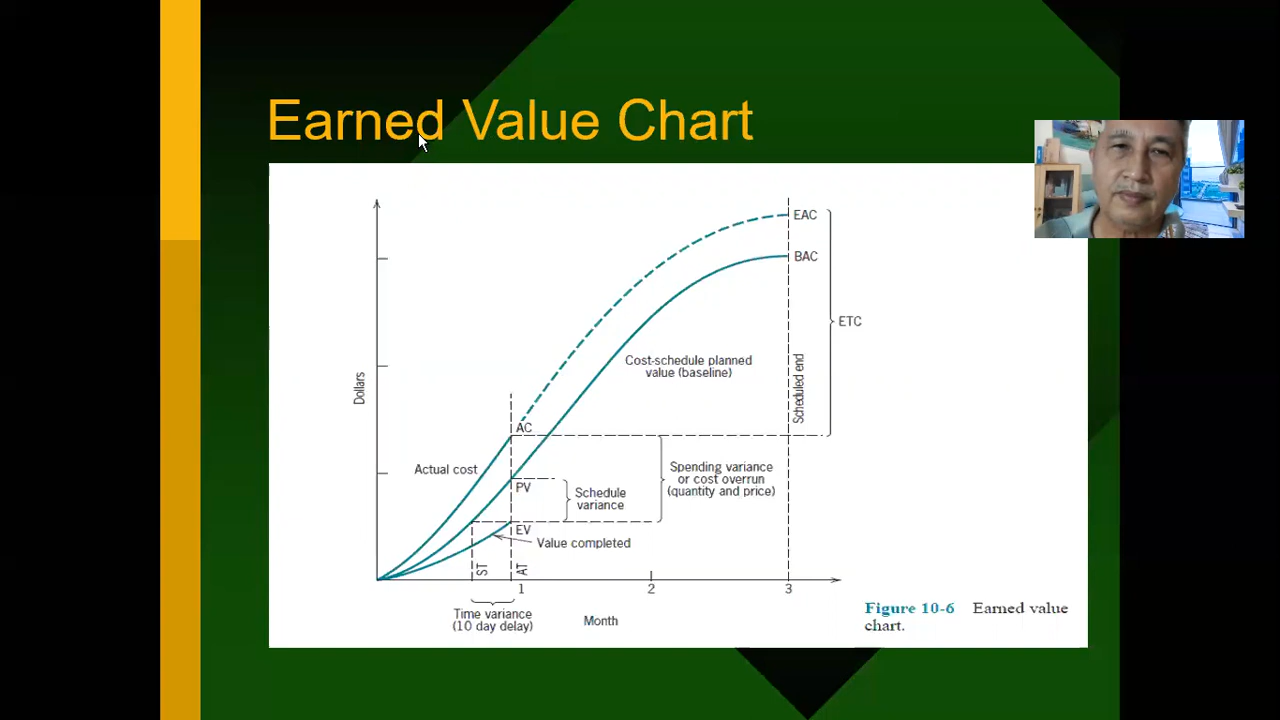 Earned Value Chart
EAC
BAC
ETC
Cost-schedule planned
value (baseline)
Scheduled end
Dollars
AC
Actual cost
Spending variance
or cost overrun
(quantity and price)
PV
Schedule
variance
EV
Value completed
ST
AT
1
2
3
Time variance
(10 day delay)
Month
Figure 10-6 Earned value
chart.